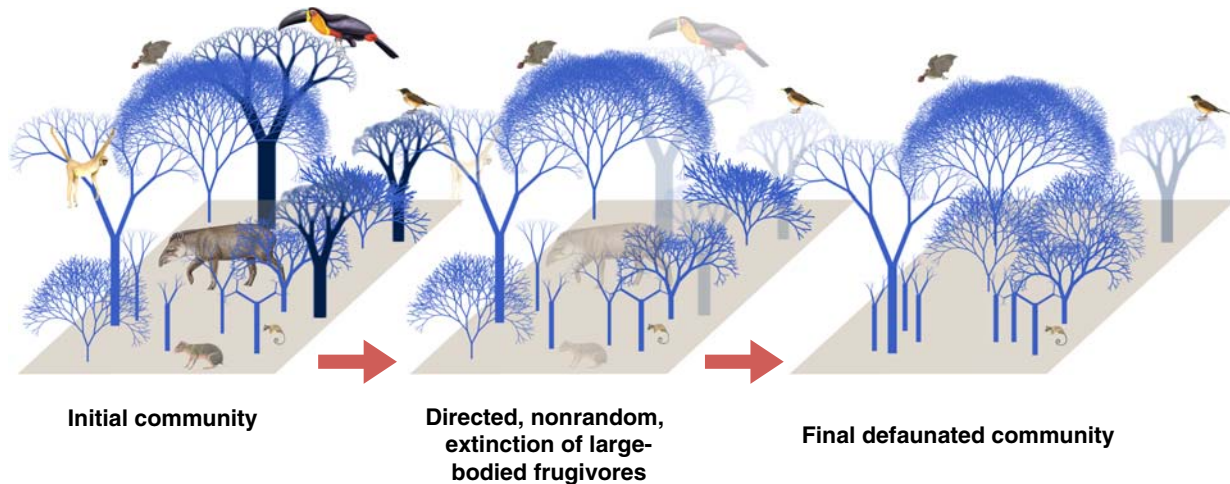 Initial community
Directed, nonrandom,
extinction of large-
bodied frugivores
Final defaunated community